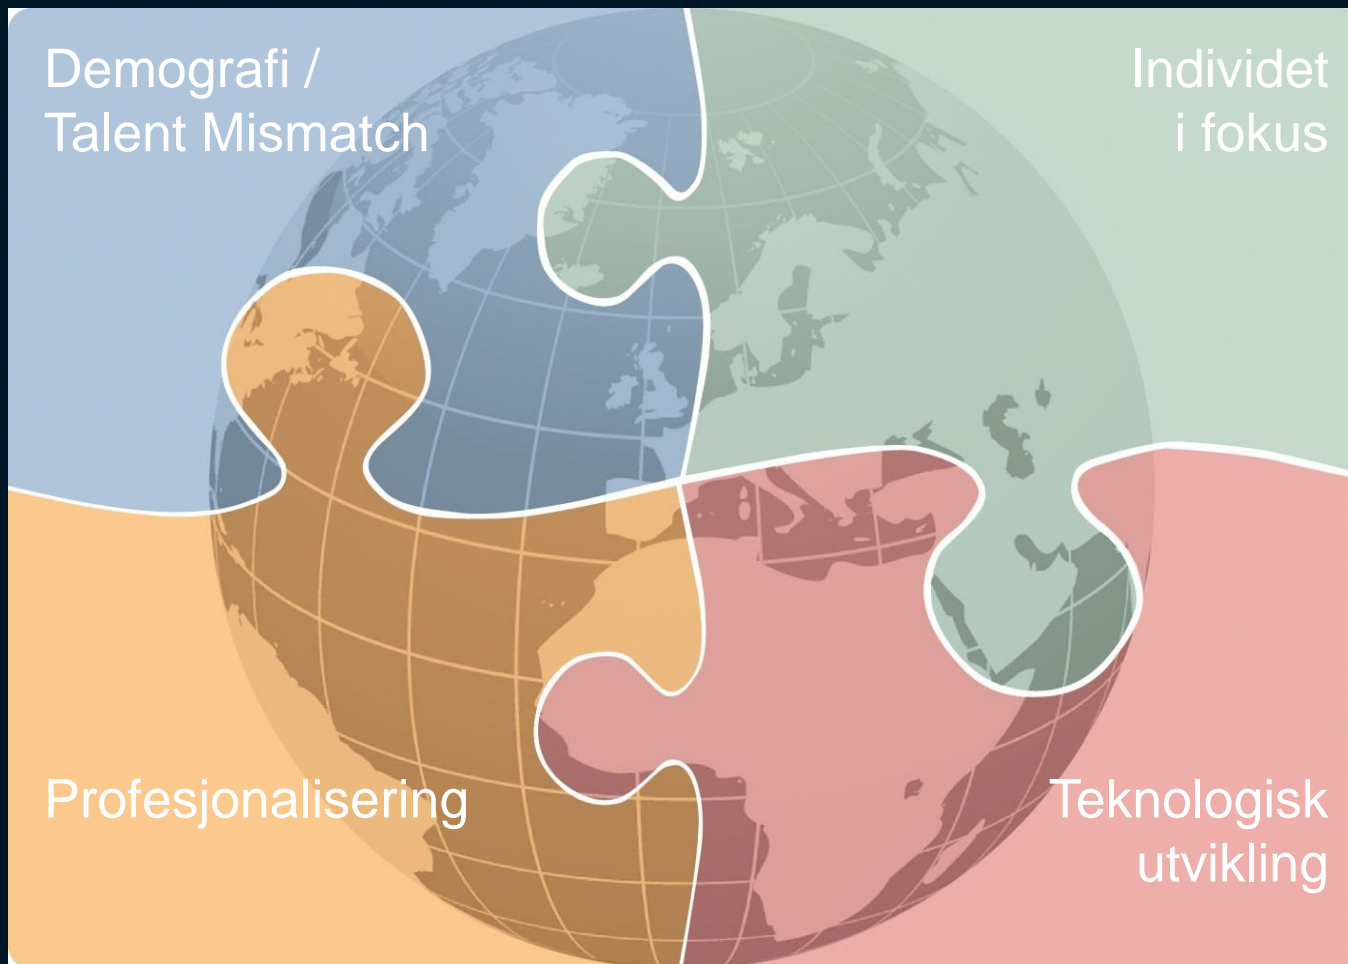 Demografi /
Talent Mismatch
Individet
i fokus
Profesjonalisering
Teknologisk
utvikling